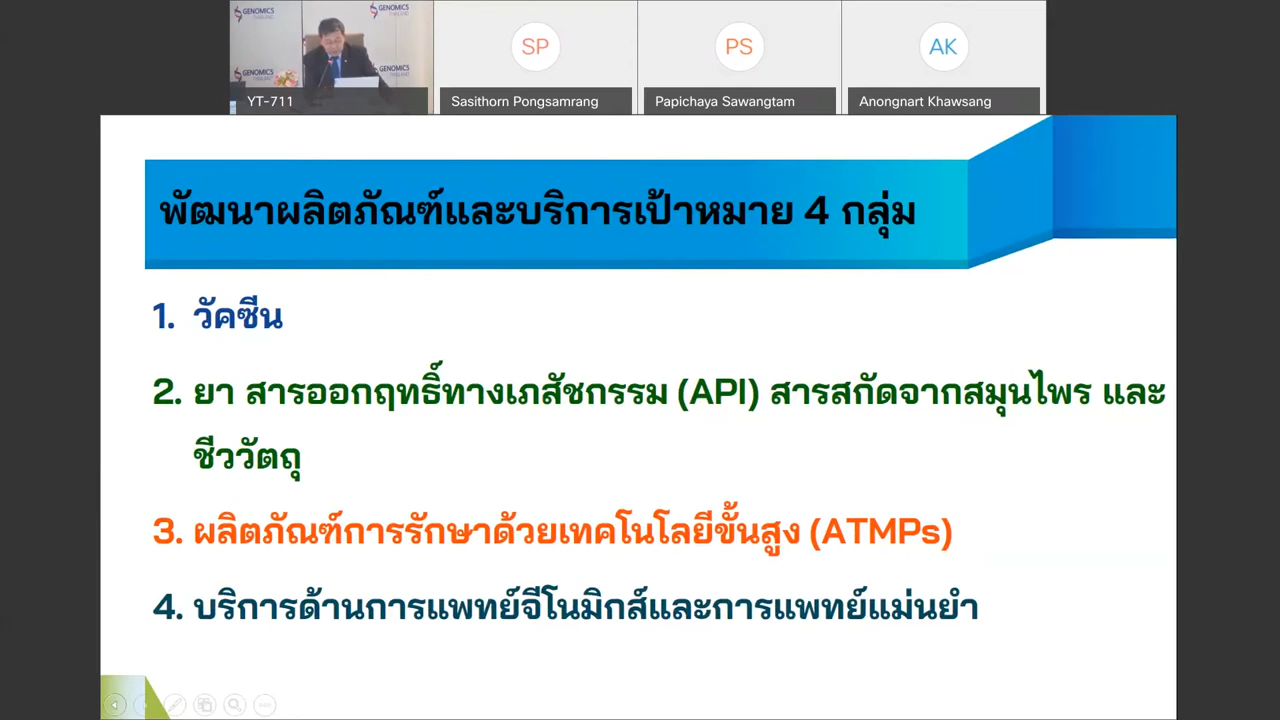 GENOMICS
THAILAND
GENOMICS
THAILAND
GENOMICS
THAILAND
GENOMICS
THAILAND
SP
PS
AK
YT-711
Sasithorn Pongsamrang
Papichaya Sawangtam
Anongnart Khawsang
พัฒนาผลิตภัณฑ์และบริการเป้าหมาย 4 กลุ่ม
1. วัคซีน
2. ยา สารออกฤทธิ์ทางเภสัชกรรม (API) สารสกัดจากสมุนไพร และ
ชีววัตถุ
3. ผลิตภัณฑ์การรักษาด้วยเทคโนโลยีขั้นสูง (ATMPs)
4. บริการด้านการแพทย์จีโนมิกส์และการแพทย์แม่นยำ